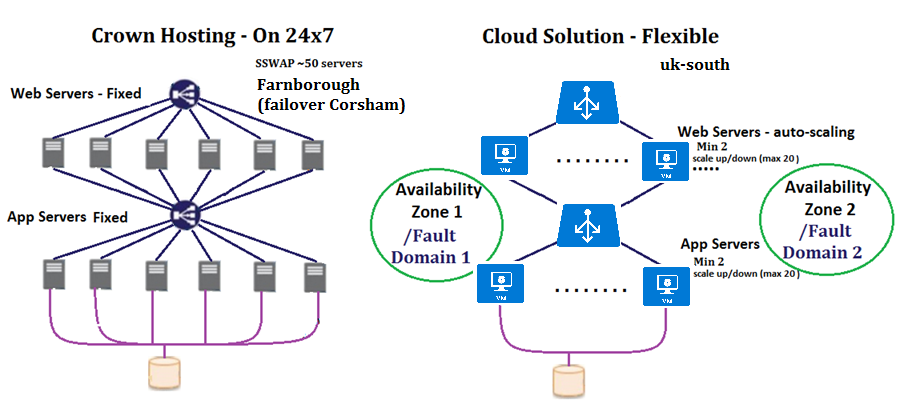 Crown Hosting - On 24x7
SSWAP ~50 servers
Farnborough
(failover Corsham)
Web Servers - Fixed
App Servers Fixed
Cloud Solution - Flexible
uk-south
Web Servers - auto-scaling
Min 2
scale up/down (max 20 )
VM
VM
Availability
Zone 1
/Fault
Domain 1
Availability
Zone 2
/Fault
Domain 2
App Servers
Min 2
scale up/down (max 20 )
VM
VM